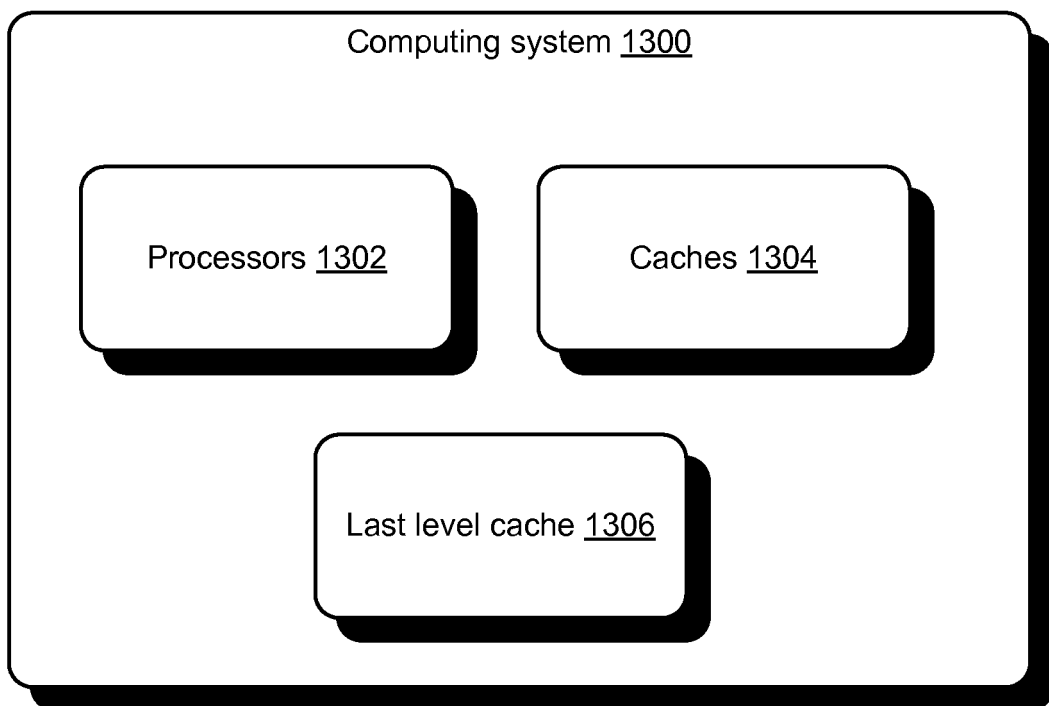 Computing system 1300
Processors 1302
Caches 1304
Last level cache 1306